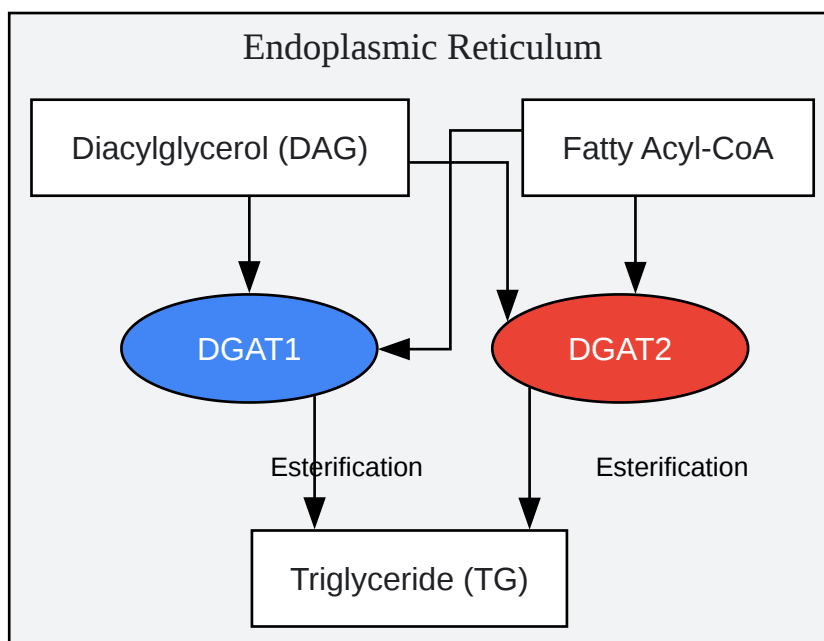 Endoplasmic Reticulum
Diacylglycerol (DAG)
Fatty Acyl-CoA
DGAT1
DGAT2
Esterification
Esterification
Triglyceride (TG)